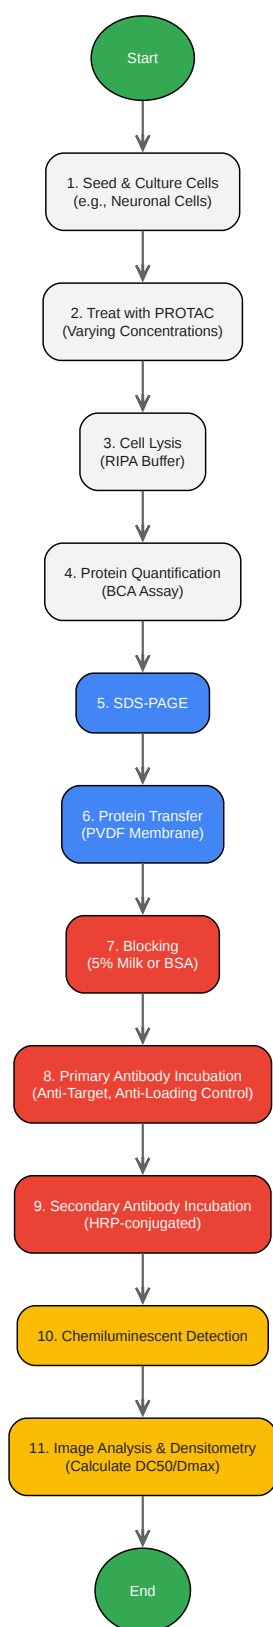 Start
1. Seed & Culture Cells
(e.g., Neuronal Cells)
2. Treat with PROTAC
(Varying Concentrations)
3. Cell Lysis
(RIPA Buffer)
4. Protein Quantification
(BCA Assay)
5. SDS-PAGE
6. Protein Transfer
(PVDF Membrane)
7. Blocking
(5% Milk or BSA)
8. Primary Antibody Incubation
(Anti-Target, Anti-Loading Control)
9. Secondary Antibody Incubation
(HRP-conjugated)
10. Chemiluminescent Detection
11. Image Analysis & Densitometry
(Calculate DC50/Dmax)
End